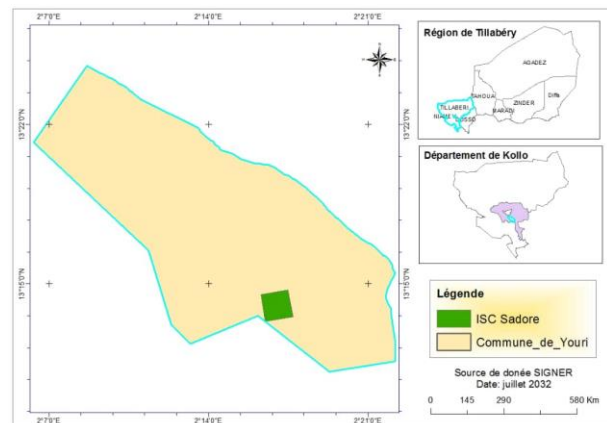 2°7'0"E
2°14'0"E
2°21'0"E
13°22'0"N
13°15'0"N
13°22'0"N
13°15'0"N
2°7'0"E
2°14'0"E
2°21'0"E
Région de Tillabéry
AGADEZ
TAHOUA
Diffa
TILLABERI
ZINDER
MARADI
NIAMEY
DOSSO
Département de Kollo
Légende
ISC Sadore
Commune_de_Youri
Source de donée SIGNER
Date: juillet 2032
0 145 290 580 Km